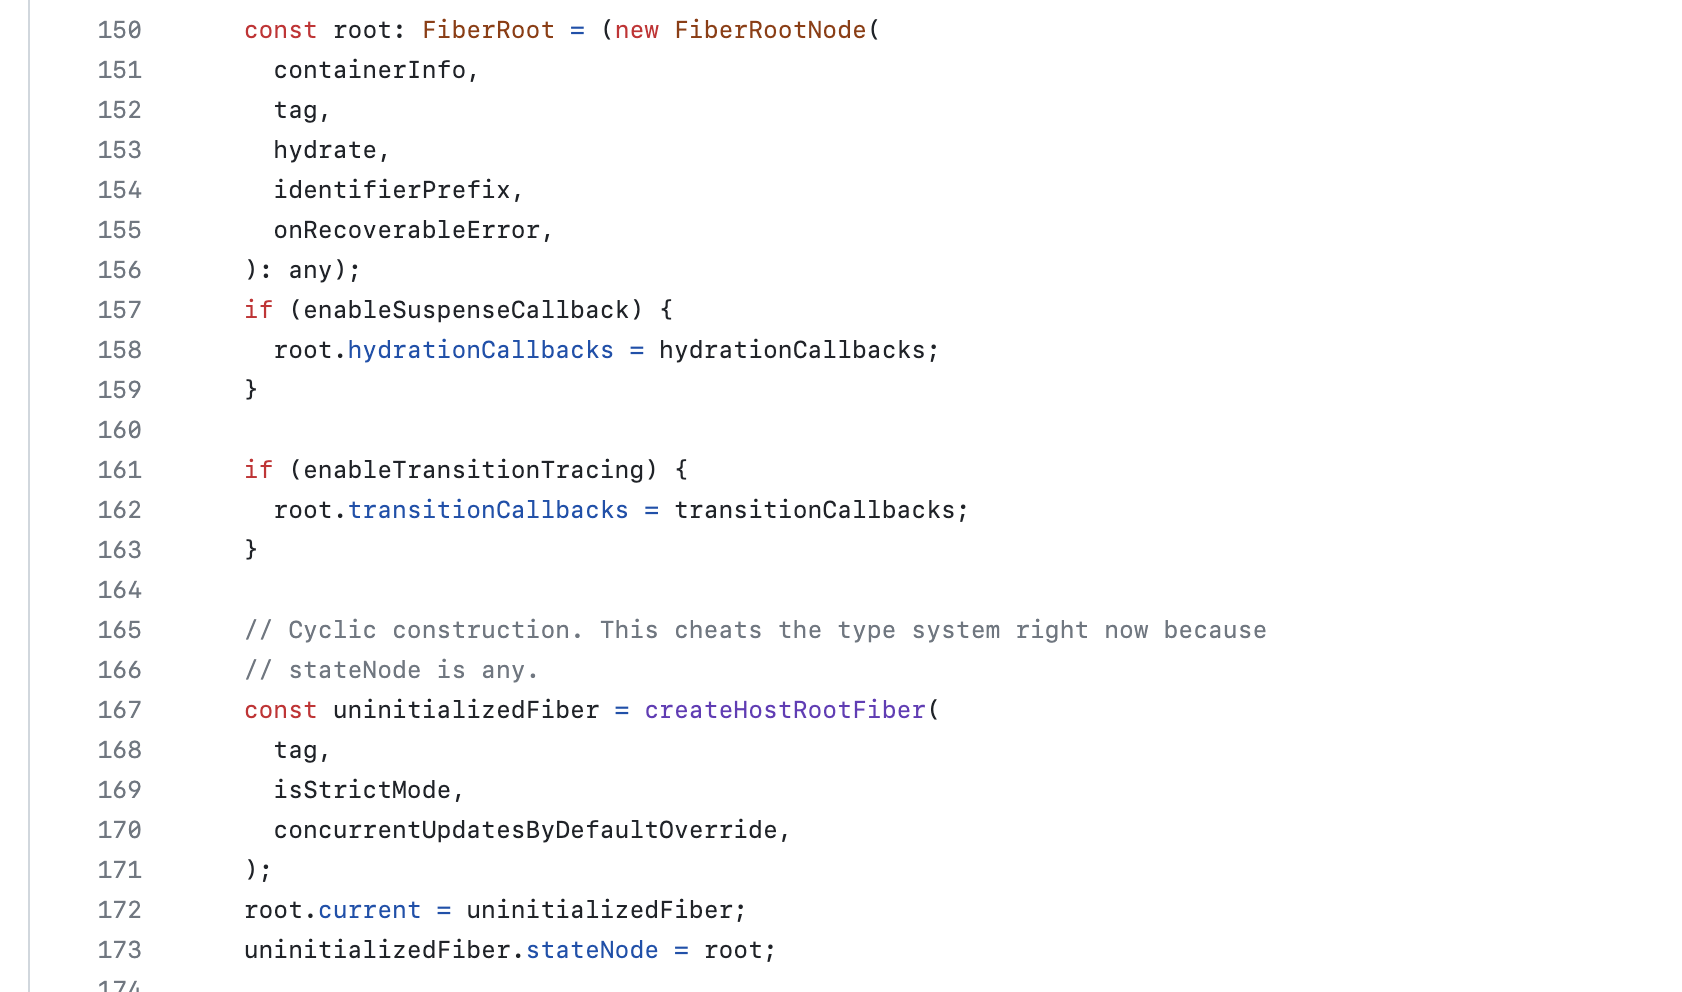 150 const root: FiberRoot = (new FiberRootNode(
151 containerInfo,
152 tag,
153 hydrate,
154 identifierPrefix,
155 onRecoverableError,
156 ): any);
157 if (enableSuspenseCallback) {
158 root.hydrationCallbacks = hydrationCallbacks;
159 }
160
161 if (enableTransitionTracing) {
162 root.transitionCallbacks = transitionCallbacks;
163 }
164
165 // Cyclic construction. This cheats the type system right now because
166 // stateNode is any.
167 const uninitializedFiber = createHostRootFiber(
168 tag,
169 isStrictMode,
170 concurrentUpdatesByDefaultOverride,
171 );
172 root.current = uninitializedFiber;
173 uninitializedFiber.stateNode = root;
174